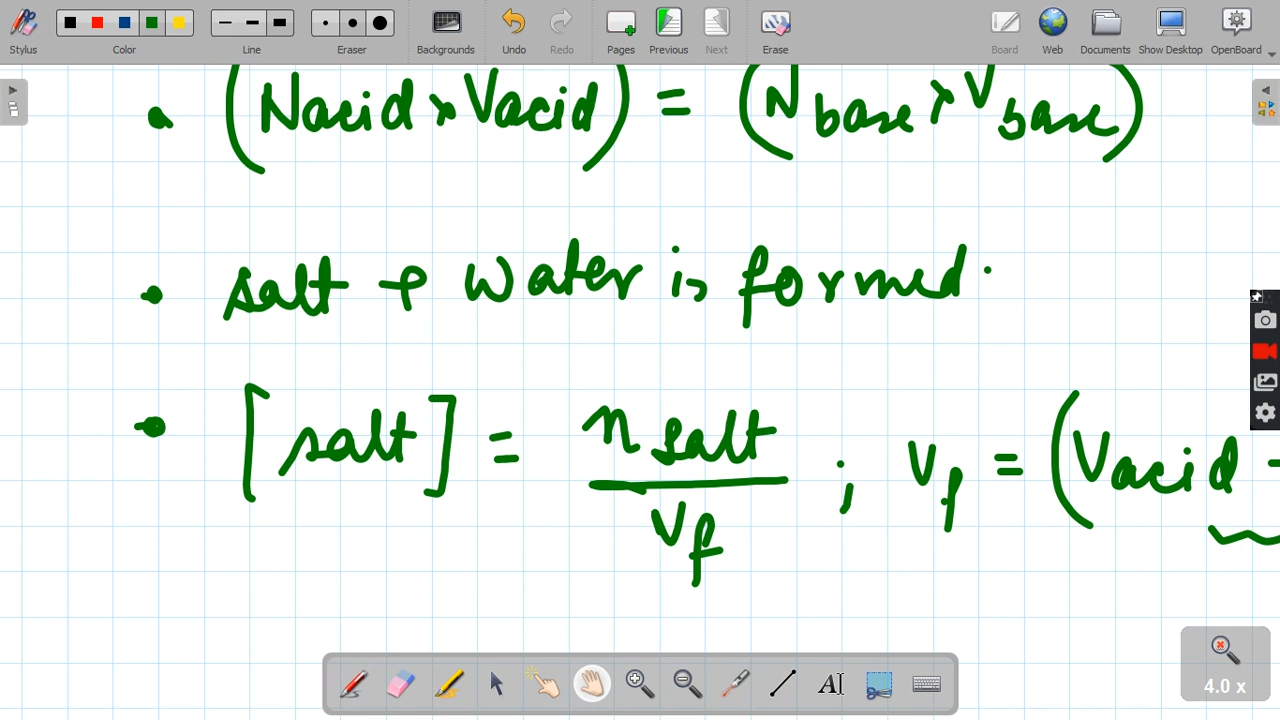 Stylus Color Line Eraser Backgrounds Undo Redo Pages Previous Next Erase Board Web Documents Show Desktop OpenBoard
• (Nacid × Vacid) = (Nbase × Vbase)
• salt + water is formed.
• [salt] = nsalt / Vf ; Vf = (Vacid
4.0 x